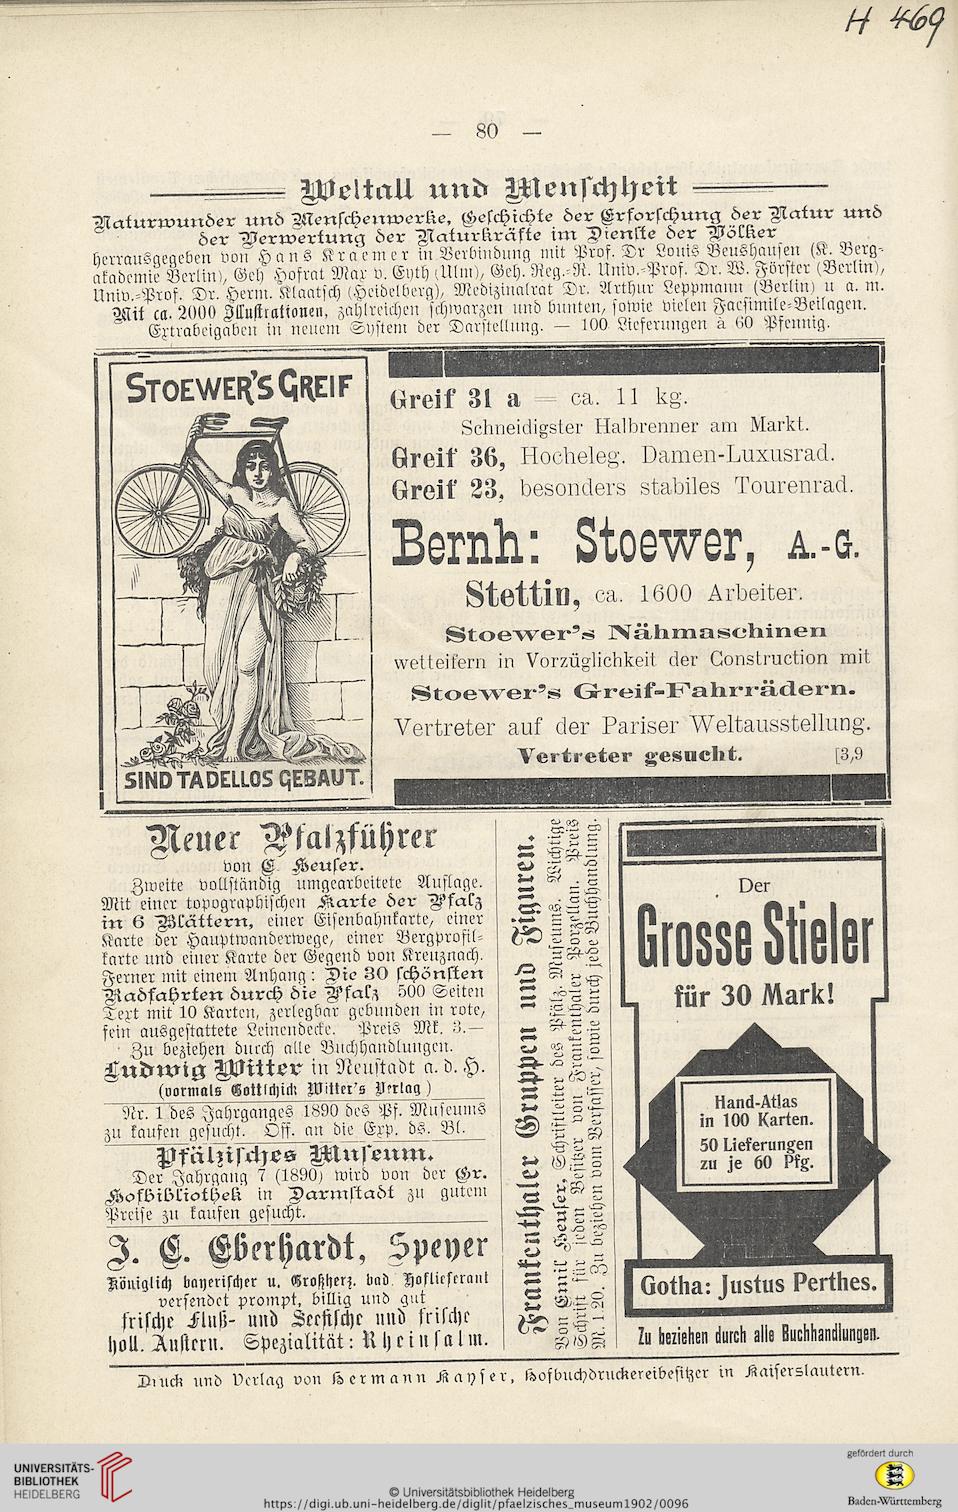 H 469
— 80 —
Weltall und Menschheit
Naturwunder und Menschenwerke, Geschichte der Erforschung der Natur und
der Verwertung der Naturkräfte im Dienste der Völker
herrausgegeben von Hans Kraemer in Verbindung mit Prof. Dr Louis Beushausen (K. Berg-
akademie Berlin), Geh Hofrat Max v. Eyth (Ulm), Geh. Reg.-R. Univ.-Prof. Dr. W. Förster (Berlin),
Univ.-Prof. Dr. Herm. Klaatsch (Heidelberg), Medizinalrat Dr. Arthur Leppmann (Berlin) u a. m.
Mit ca. 2000 Illustrationen, zahlreichen schwarzen und bunten, sowie vielen Facsimile-Beilagen.
Extrabeigaben in neuem System der Darstellung. — 100 Lieferungen à 60 Pfennig.
STOEWER'S GREIF
SIND TADELLOS GEBAUT.
Greif 31 a = ca. 11 kg.
Schneidigster Halbrenner am Markt.
Greif 36, Hocheleg. Damen-Luxusrad.
Greif 23, besonders stabiles Tourenrad.
Bernh: Stoewer, A.-G.
Stettin, ca. 1600 Arbeiter.
Stoewer's Nähmaschinen
wetteifern in Vorzüglichkeit der Construction mit
Stoewer's Greif-Fahrrädern.
Vertreter auf der Pariser Weltausstellung.
Vertreter gesucht. [3,9
Neuer Pfalzführer
von E. Heuser.
Zweite vollständig umgearbeitete Auflage.
Mit einer topographischen Karte der Pfalz
in 6 Blättern, einer Eisenbahnkarte, einer
Karte der Hauptwanderwege, einer Bergprofil-
karte und einer Karte der Gegend von Kreuznach.
Ferner mit einem Anhang: Die 30 schönsten
Radfahrten durch die Pfalz 500 Seiten
Text mit 10 Karten, zerlegbar gebunden in rote,
fein ausgestattete Leinendecke. Preis Mk. 3.—
Zu beziehen durch alle Buchhandlungen.
Ludwig Witter in Neustadt a. d. H.
(vormals Gottschick Witter's Verlag)
Nr. 1 des Jahrganges 1890 des Pf. Museums
zu kaufen gesucht. Off. an die Exp. ds. Bl.
Pfälzisches Museum.
Der Jahrgang 7 (1890) wird von der Gr.
Hofbibliothek in Darmstadt zu gutem
Preise zu kaufen gesucht.
J. E. Eberhardt, Speyer
Königlich bayerischer u. Großherz. bad. Hoflieferant
versendet prompt, billig und gut
frische Fluß- und Seefische und frische
holl. Austern. Spezialität: Rheinsalm.
Frankenthaler Gruppen und Figuren.
Von Emil Heuser, Schriftleiter des Pfälz. Museums. Wichtige
Schrift für jeden Besitzer von Frankenthaler Porzellan. Preis
M. 1.20. Zu beziehen vom Verfasser, sowie durch jede Buchhandlung.
Der
Grosse Stieler
für 30 Mark!
Hand-Atlas
in 100 Karten.
50 Lieferungen
zu je 60 Pfg.
Gotha: Justus Perthes.
Zu beziehen durch alle Buchhandlungen.
Druck und Verlag von Hermann Kayser, Hofbuchdruckereibesitzer in Kaiserslautern.
UNIVERSITÄTS-
BIBLIOTHEK
HEIDELBERG
© Universitätsbibliothek Heidelberg
https://digi.ub.uni-heidelberg.de/diglit/pfaelzisches_museum1902/0096
gefördert durch
Baden-Württemberg